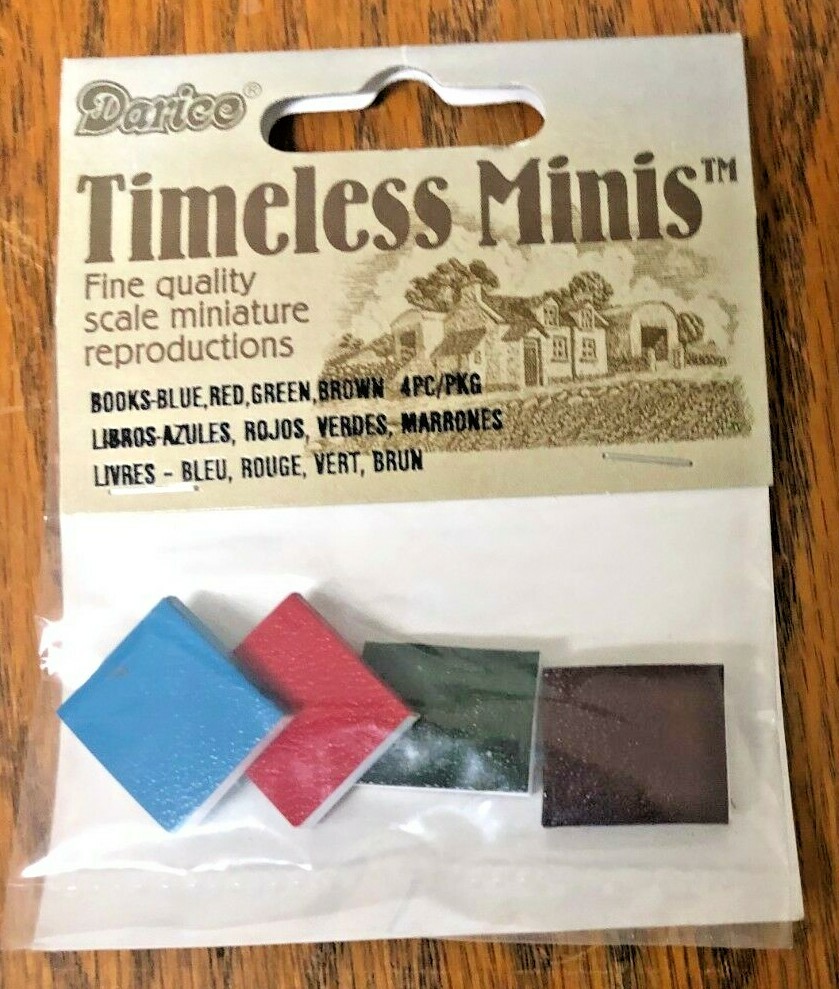 Darice®
Timeless Minis™
Fine quality
scale miniature
reproductions
BOOKS-BLUE,RED,GREEN,BROWN 4PC/PKG
LIBROS-AZULES, ROJOS, VERDES, MARRONES
LIVRES - BLEU, ROUGE, VERT, BRUN